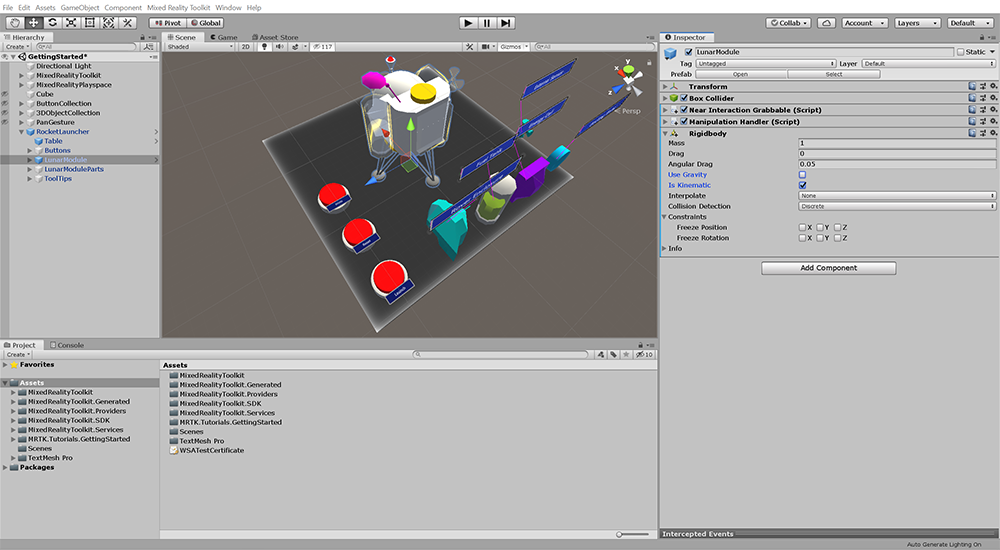 File Edit Assets GameObject Component Mixed Reality Toolkit Window Help
Pivot Global Collab Account Layers Default
Hierarchy
Create All
GettingStarted*
Directional Light
MixedRealityToolkit
MixedRealityPlayspace
Cube
ButtonCollection
3DObjectCollection
PanGesture
RocketLauncher
Table
Buttons
LunarModule
LunarModuleParts
ToolTips
Scene Game Asset Store
Shaded 2D 117 Gizmos All
y
x
z
Persp
Fuel Tank
Inspector
LunarModule Static
Tag Untagged Layer Default
Prefab Open Select
Transform
Box Collider
Near Interaction Grabbable (Script)
Manipulation Handler (Script)
Rigidbody
Mass 1
Drag 0
Angular Drag 0.05
Use Gravity
Is Kinematic
Interpolate None
Collision Detection Discrete
Constraints
Freeze Position X Y Z
Freeze Rotation X Y Z
Info
Add Component
Intercepted Events
Project Console
Create 10
Favorites
Assets
MixedRealityToolkit
MixedRealityToolkit.Generated
MixedRealityToolkit.Providers
MixedRealityToolkit.SDK
MixedRealityToolkit.Services
MRTK.Tutorials.GettingStarted
Scenes
TextMesh Pro
Packages
Assets
MixedRealityToolkit
MixedRealityToolkit.Generated
MixedRealityToolkit.Providers
MixedRealityToolkit.SDK
MixedRealityToolkit.Services
MRTK.Tutorials.GettingStarted
Scenes
TextMesh Pro
WSATestCertificate
Auto Generate Lighting On